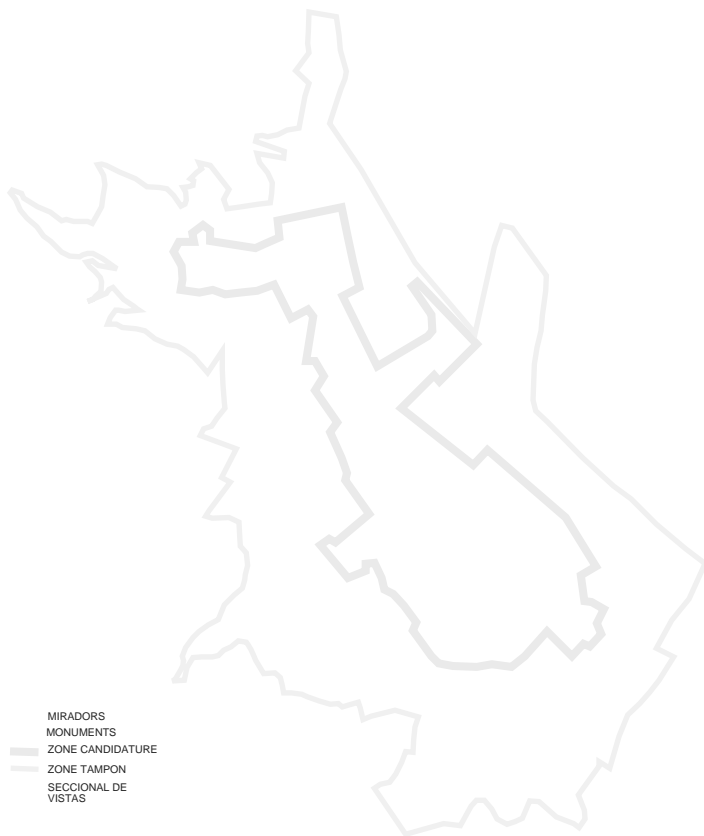 MIRADORS
MONUMENTS
ZONE CANDIDATURE
ZONE TAMPON
SECCIONAL DE
VISTAS